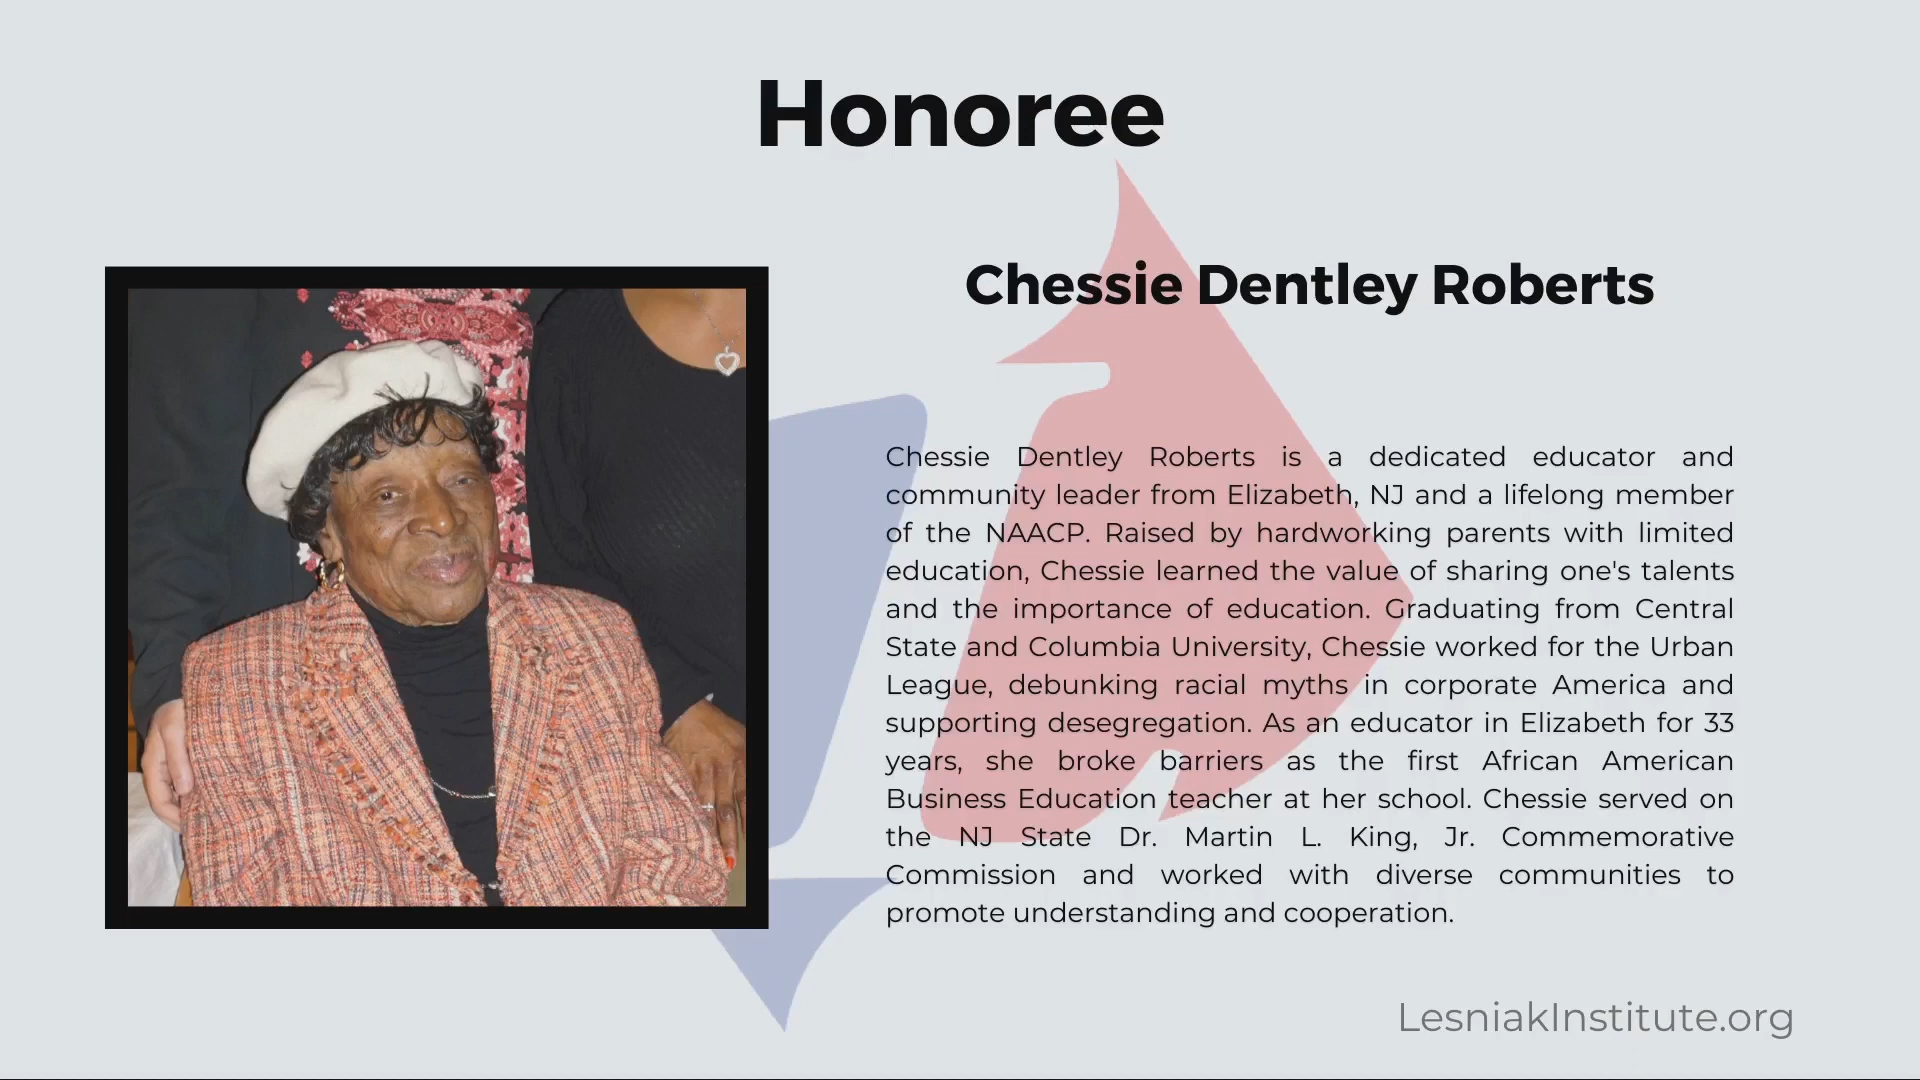 Honoree
Chessie Dentley Roberts
Chessie Dentley Roberts is a dedicated educator and
community leader from Elizabeth, NJ and a lifelong member
of the NAACP. Raised by hardworking parents with limited
education, Chessie learned the value of sharing one's talents
and the importance of education. Graduating from Central
State and Columbia University, Chessie worked for the Urban
League, debunking racial myths in corporate America and
supporting desegregation. As an educator in Elizabeth for 33
years, she broke barriers as the first African American
Business Education teacher at her school. Chessie served on
the NJ State Dr. Martin L. King, Jr. Commemorative
Commission and worked with diverse communities to
promote understanding and cooperation.
LesniakInstitute.org